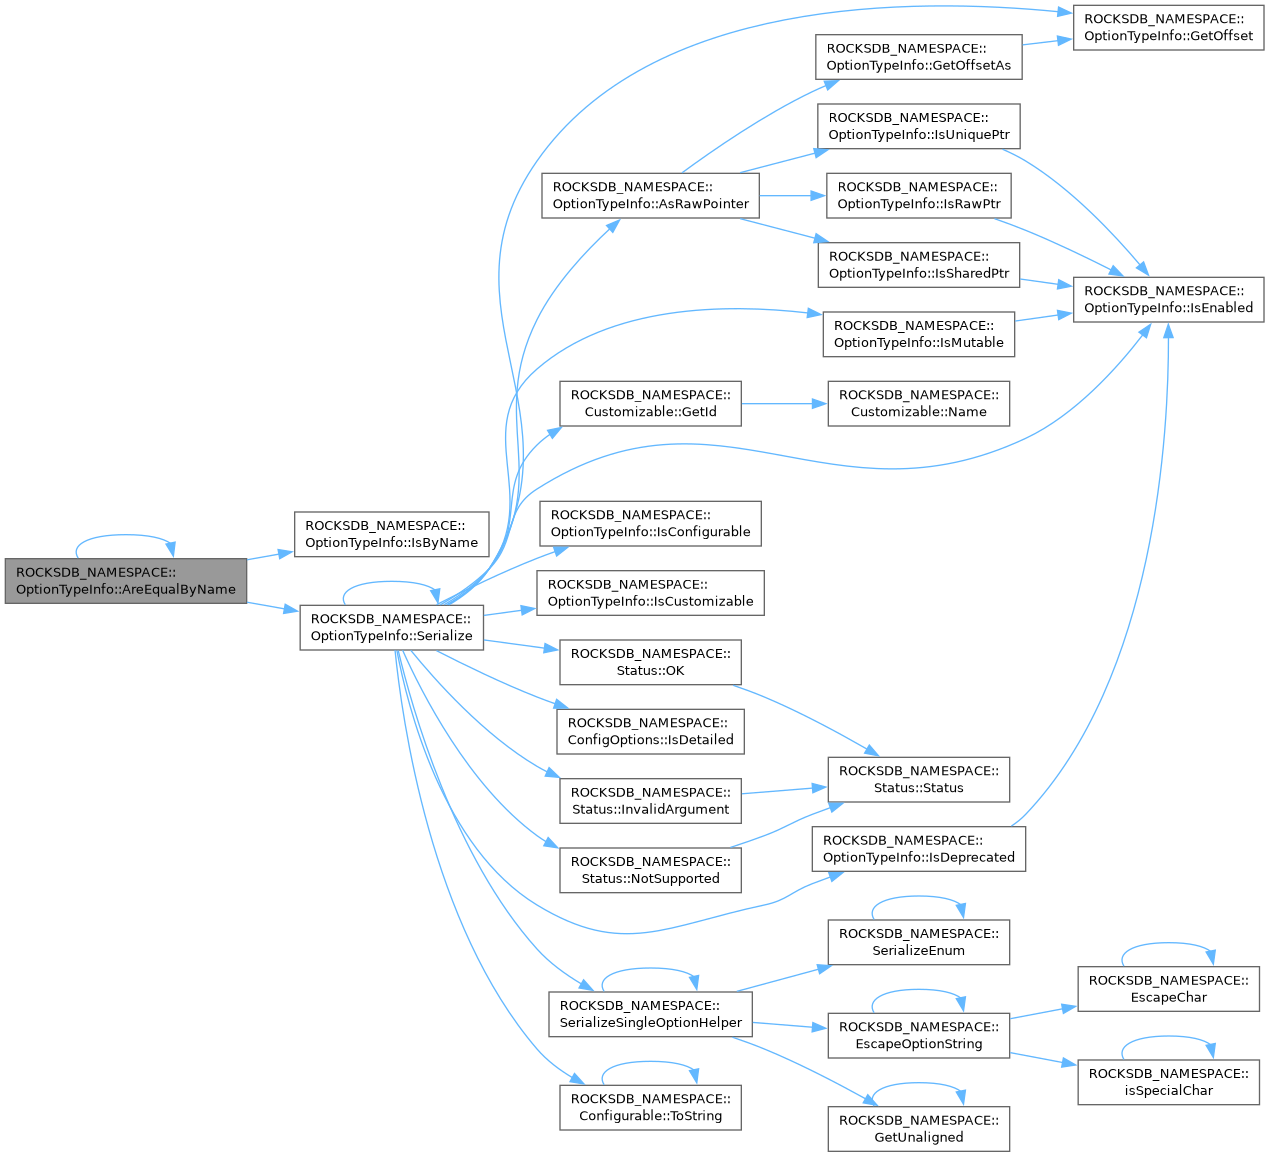 ROCKSDB_NAMESPACE::
OptionTypeInfo::AreEqualByName
ROCKSDB_NAMESPACE::
OptionTypeInfo::IsByName
ROCKSDB_NAMESPACE::
OptionTypeInfo::Serialize
ROCKSDB_NAMESPACE::
OptionTypeInfo::GetOffset
ROCKSDB_NAMESPACE::
OptionTypeInfo::GetOffsetAs
ROCKSDB_NAMESPACE::
OptionTypeInfo::IsUniquePtr
ROCKSDB_NAMESPACE::
OptionTypeInfo::AsRawPointer
ROCKSDB_NAMESPACE::
OptionTypeInfo::IsRawPtr
ROCKSDB_NAMESPACE::
OptionTypeInfo::IsSharedPtr
ROCKSDB_NAMESPACE::
OptionTypeInfo::IsEnabled
ROCKSDB_NAMESPACE::
OptionTypeInfo::IsMutable
ROCKSDB_NAMESPACE::
Customizable::GetId
ROCKSDB_NAMESPACE::
Customizable::Name
ROCKSDB_NAMESPACE::
OptionTypeInfo::IsConfigurable
ROCKSDB_NAMESPACE::
OptionTypeInfo::IsCustomizable
ROCKSDB_NAMESPACE::
Status::OK
ROCKSDB_NAMESPACE::
ConfigOptions::IsDetailed
ROCKSDB_NAMESPACE::
Status::InvalidArgument
ROCKSDB_NAMESPACE::
Status::Status
ROCKSDB_NAMESPACE::
Status::NotSupported
ROCKSDB_NAMESPACE::
OptionTypeInfo::IsDeprecated
ROCKSDB_NAMESPACE::
SerializeEnum
ROCKSDB_NAMESPACE::
SerializeSingleOptionHelper
ROCKSDB_NAMESPACE::
EscapeOptionString
ROCKSDB_NAMESPACE::
EscapeChar
ROCKSDB_NAMESPACE::
isSpecialChar
ROCKSDB_NAMESPACE::
Configurable::ToString
ROCKSDB_NAMESPACE::
GetUnaligned